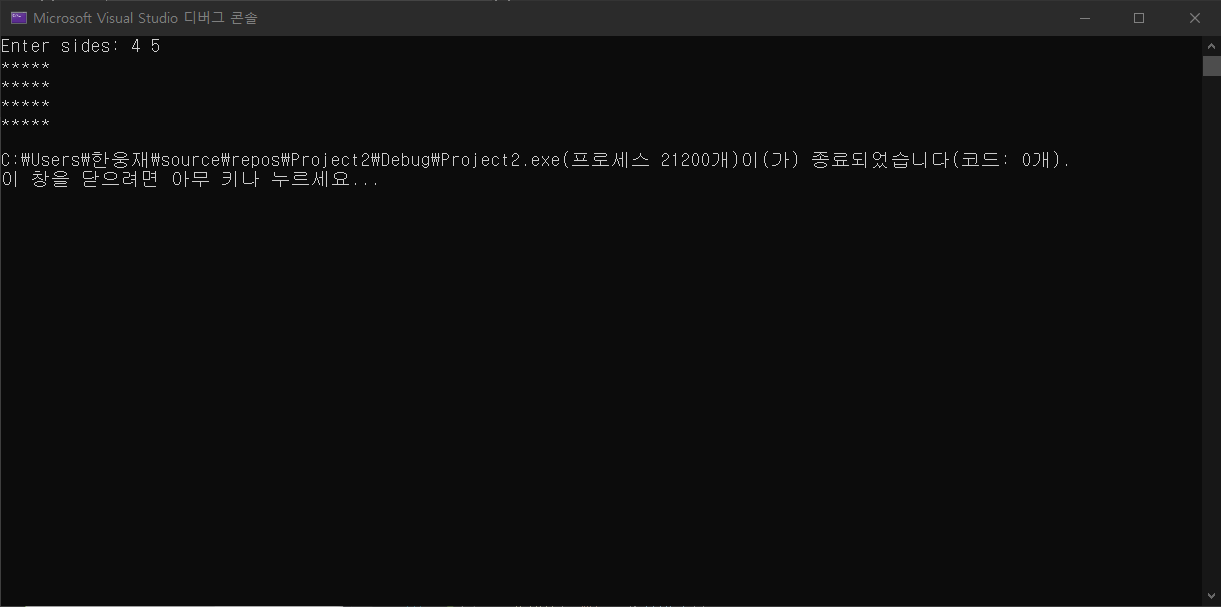 Microsoft Visual Studio 디버그 콘솔
Enter sides: 4 5
*****
*****
*****
*****
C:₩Users₩한웅재₩source₩repos₩Project2₩Debug₩Project2.exe(프로세스 21200개)이(가) 종료되었습니다(코드: 0개).
이 창을 닫으려면 아무 키나 누르세요...